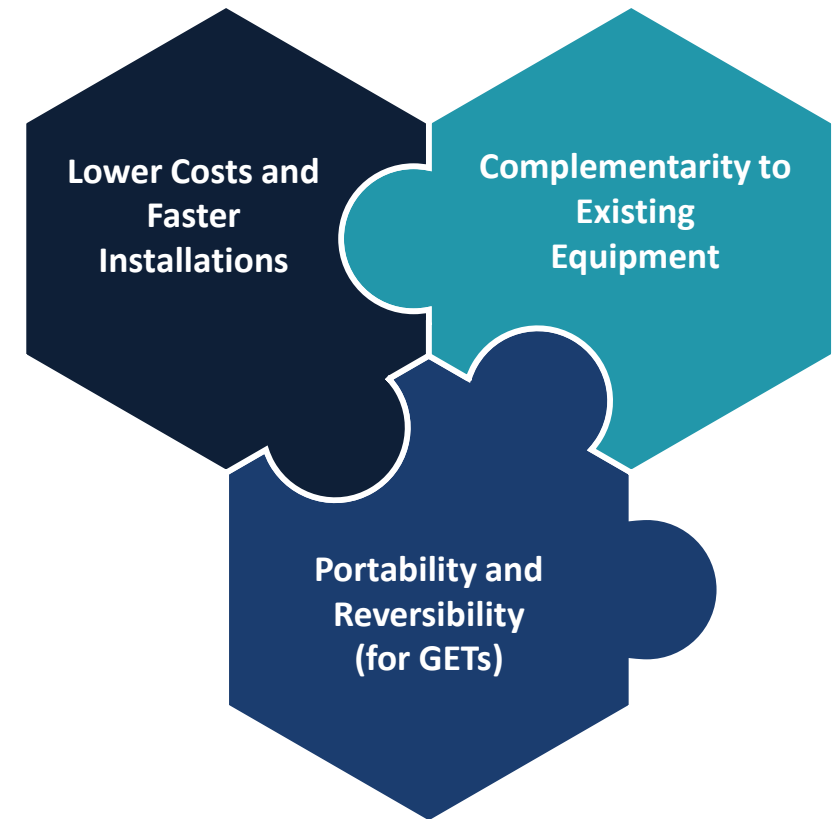 Lower Costs and
Faster
Installations
Complementarity to
Existing
Equipment
Portability and
Reversibility
(for GETs)